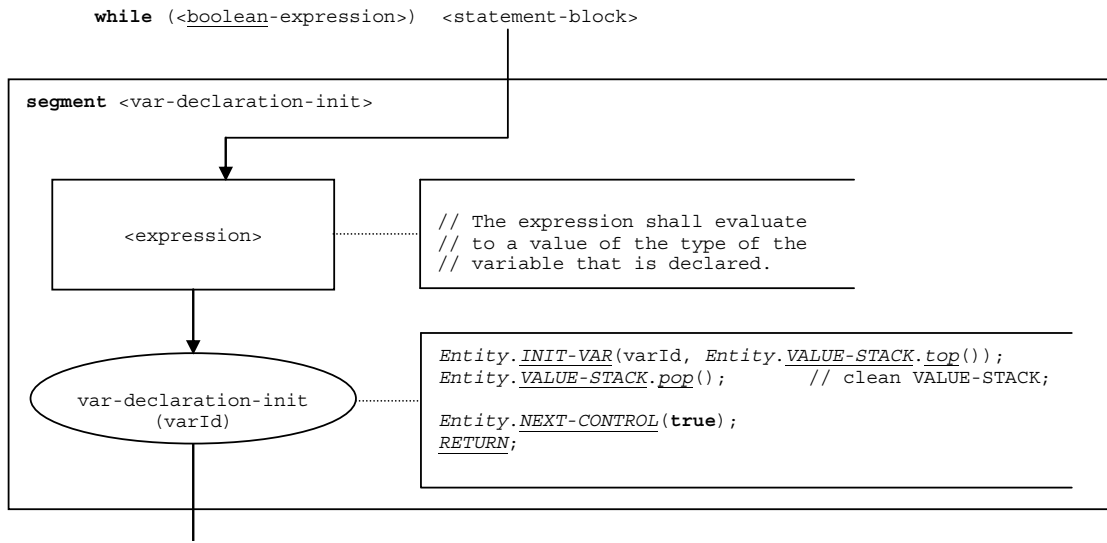 while (<boolean-expression>) <statement-block>
segment <var-declaration-init>
<expression>
// The expression shall evaluate
// to a value of the type of the
// variable that is declared.
var-declaration-init
(varId)
Entity.INIT-VAR(varId, Entity.VALUE-STACK.top());
Entity.VALUE-STACK.pop(); // clean VALUE-STACK;
Entity.NEXT-CONTROL(true);
RETURN;